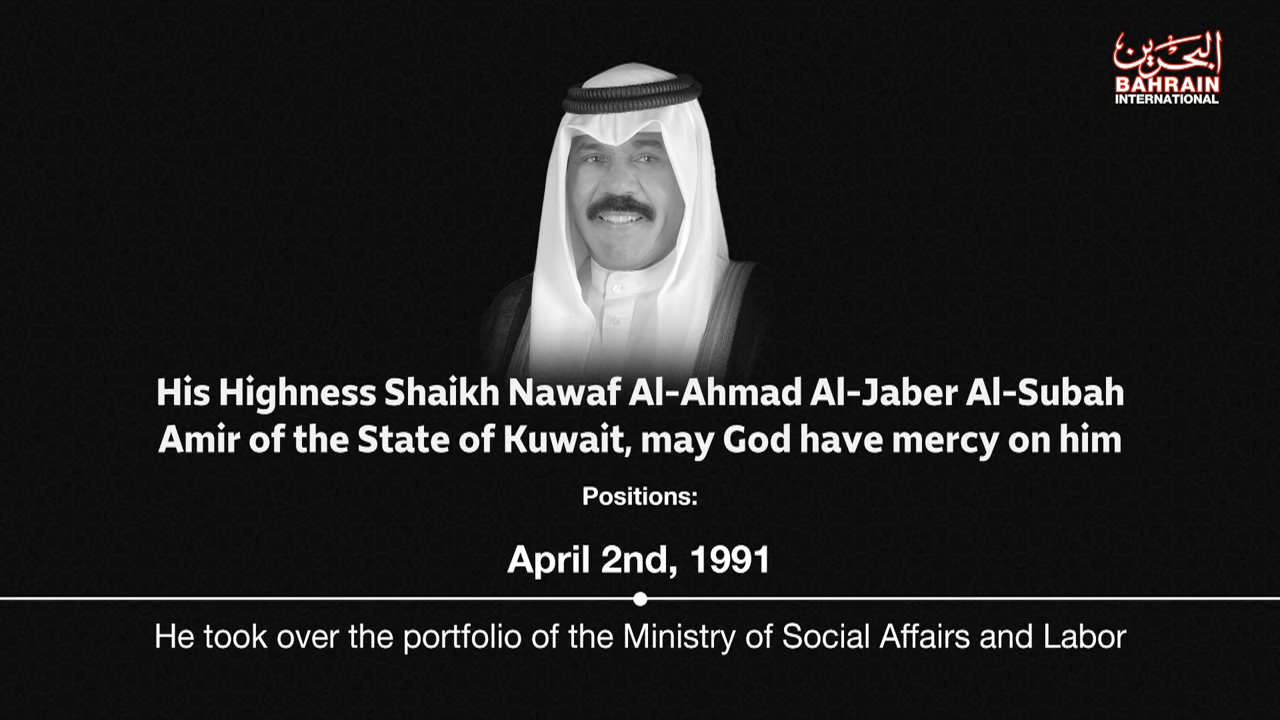 البحرين
BAHRAIN
INTERNATIONAL
His Highness Shaikh Nawaf Al-Ahmad Al-Jaber Al-Subah
Amir of the State of Kuwait, may God have mercy on him
Positions:
April 2nd, 1991
He took over the portfolio of the Ministry of Social Affairs and Labor